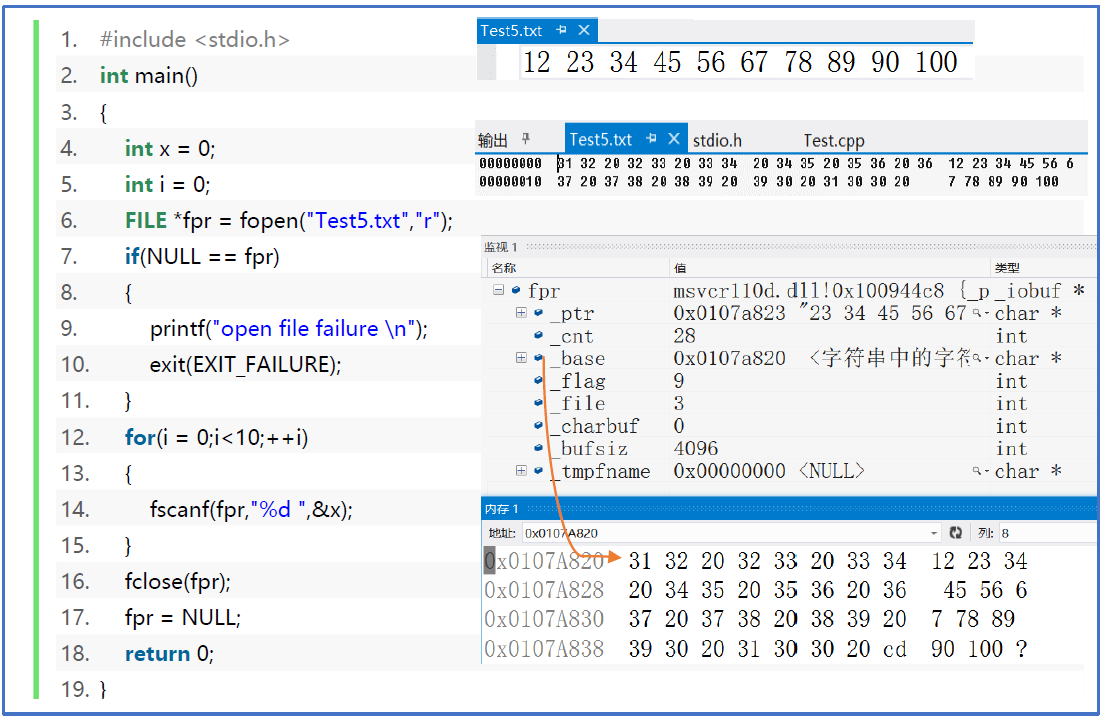 1. #include <stdio.h>
2. int main()
3. {
4. int x = 0;
5. int i = 0;
6. FILE *fpr = fopen("Test5.txt","r");
7. if(NULL == fpr)
8. {
9. printf("open file failure \n");
10. exit(EXIT_FAILURE);
11. }
12. for(i = 0;i<10;++i)
13. {
14. fscanf(fpr,"%d ",&x);
15. }
16. fclose(fpr);
17. fpr = NULL;
18. return 0;
19. }
Test5.txt
12 23 34 45 56 67 78 89 90 100
输出 Test5.txt stdio.h Test.cpp
00000000 31 32 20 32 33 20 33 34 20 34 35 20 35 36 20 36 12 23 34 45 56 6
00000010 37 20 37 38 20 38 39 20 39 30 20 31 30 30 20 7 78 89 90 100
监视 1
名称 值 类型
fpr msvcr110d.dll!0x100944c8 {_p _iobuf *
_ptr 0x0107a823 "23 34 45 56 67 char *
_cnt 28 int
_base 0x0107a820 <字符串中的字符 char *
_flag 9 int
_file 3 int
_charbuf 0 int
_bufsiz 4096 int
_tmpfname 0x00000000 <NULL> char *
内存 1
地址: 0x0107A820 列: 8
0x0107A820 31 32 20 32 33 20 33 34 12 23 34
0x0107A828 20 34 35 20 35 36 20 36 45 56 6
0x0107A830 37 20 37 38 20 38 39 20 7 78 89
0x0107A838 39 30 20 31 30 30 20 cd 90 100 ?